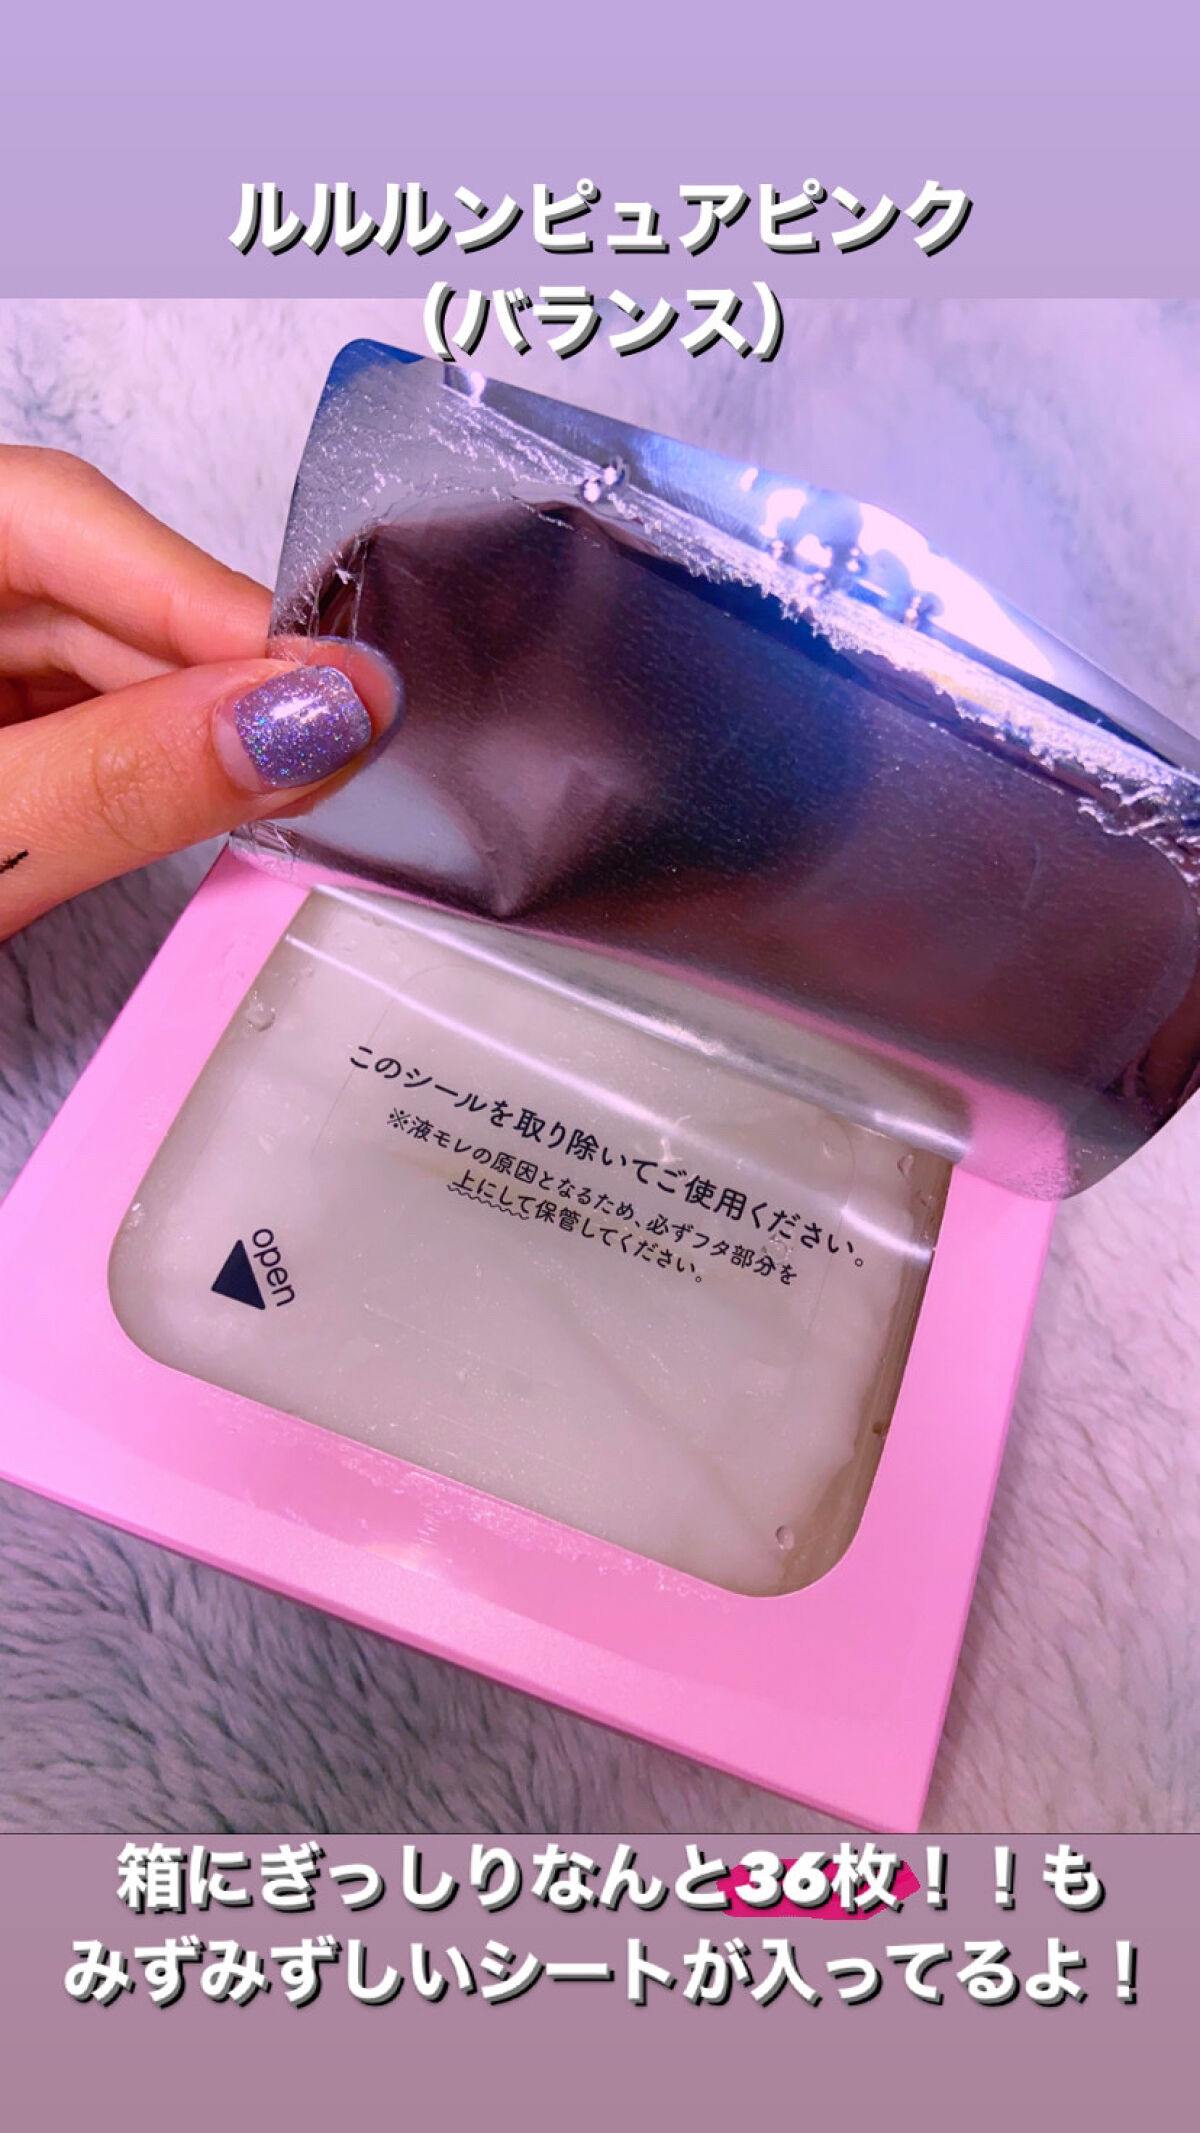 ルルルンピュアピンク
(バランス)
このシールを取り除いてご使用ください。
※液モレの原因となるため、必ずフタ部分を
上にして保管してください。
open
箱にぎっしりなんと36枚！！も
みずみずしいシートが入ってるよ！